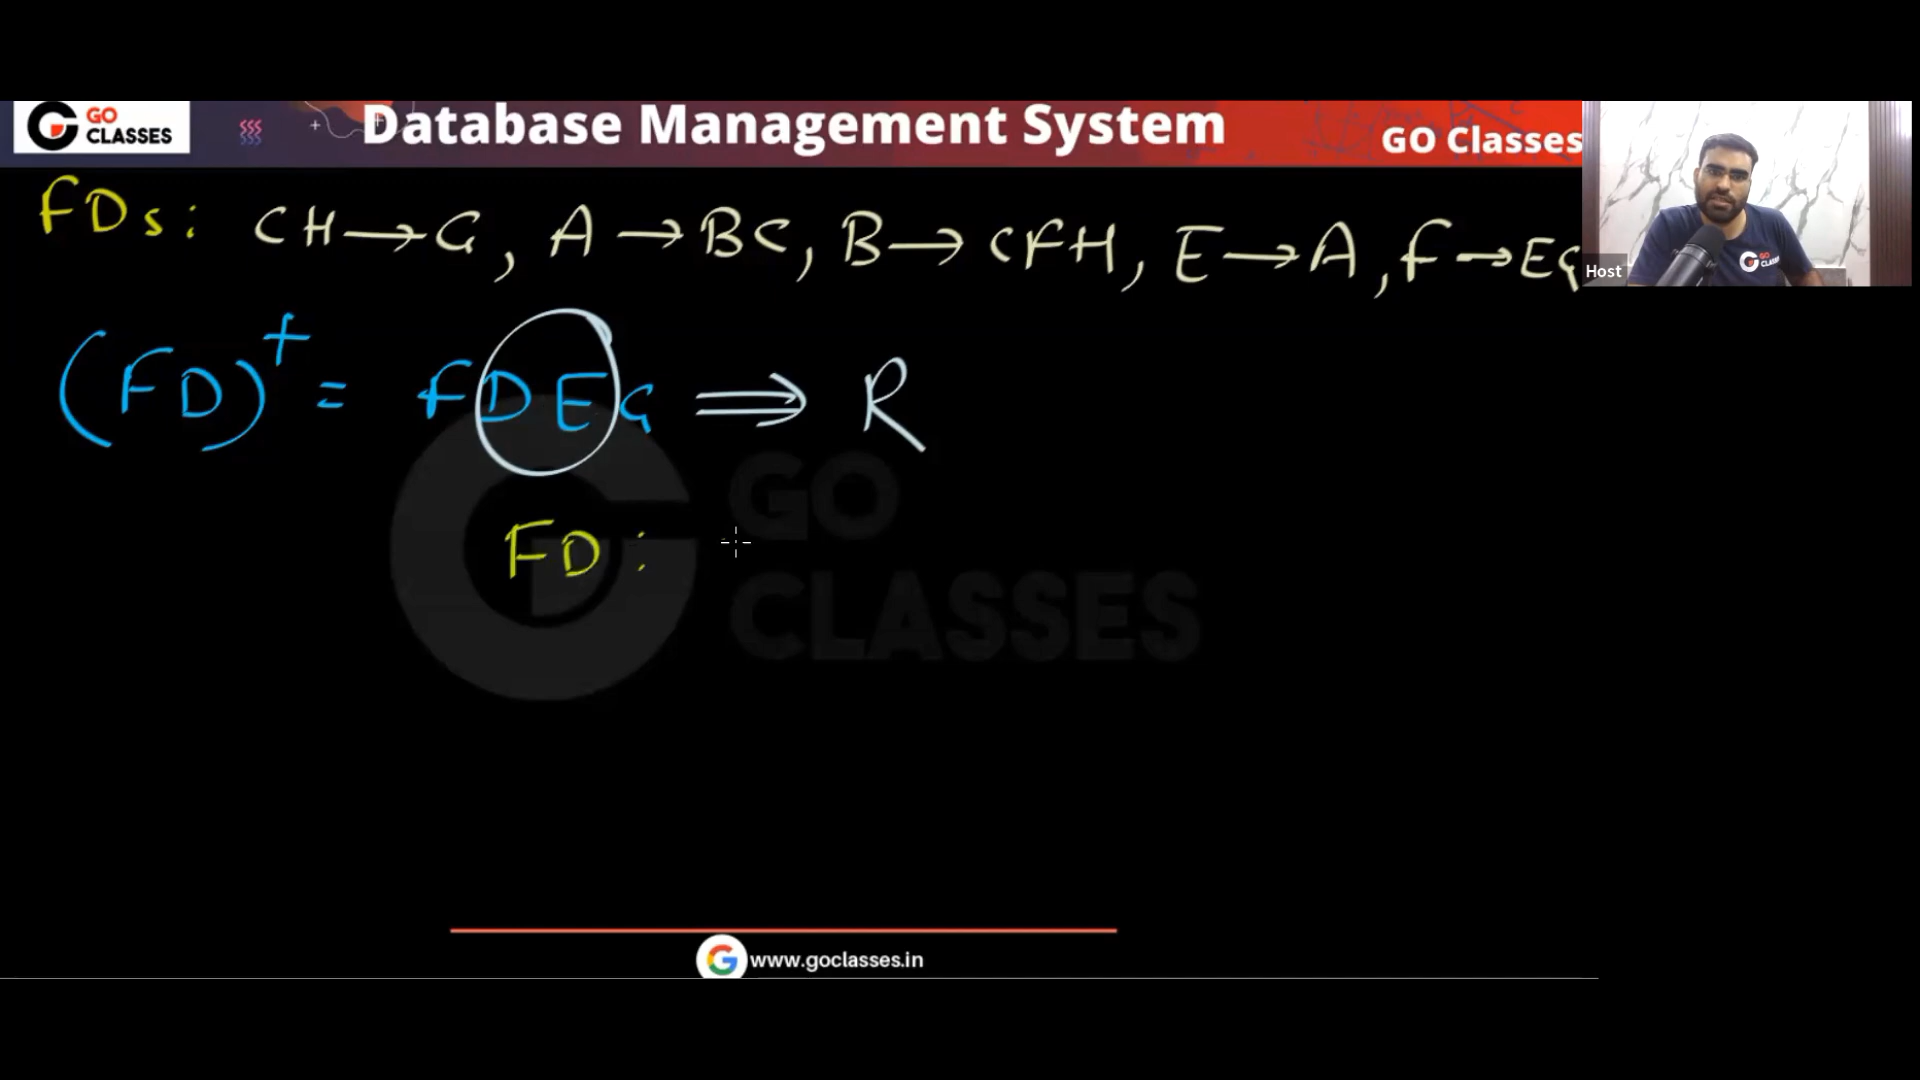 GO CLASSES
Database Management System
GO Classes
FDs: CH→G, A→BC, B→CFH, E→A, F→EG
Host
(FD)⁺ = FDEG ⟹ R
FD:
GO
CLASSES
www.goclasses.in